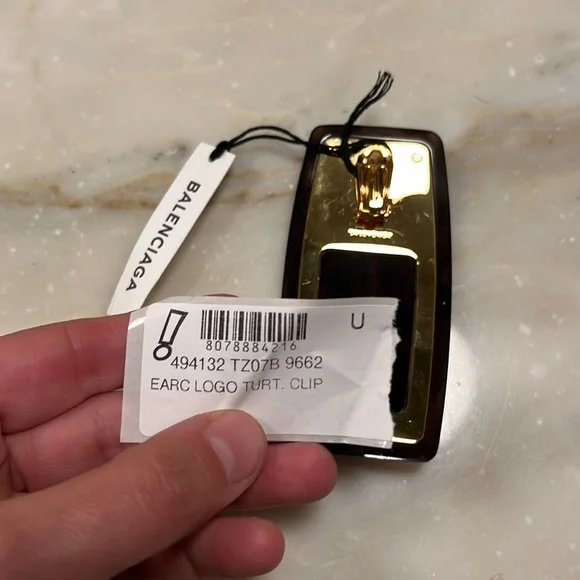 BALENCIAGA
U
8078884216
494132 TZ07B 9662
EARC LOGO TURT. CLIP